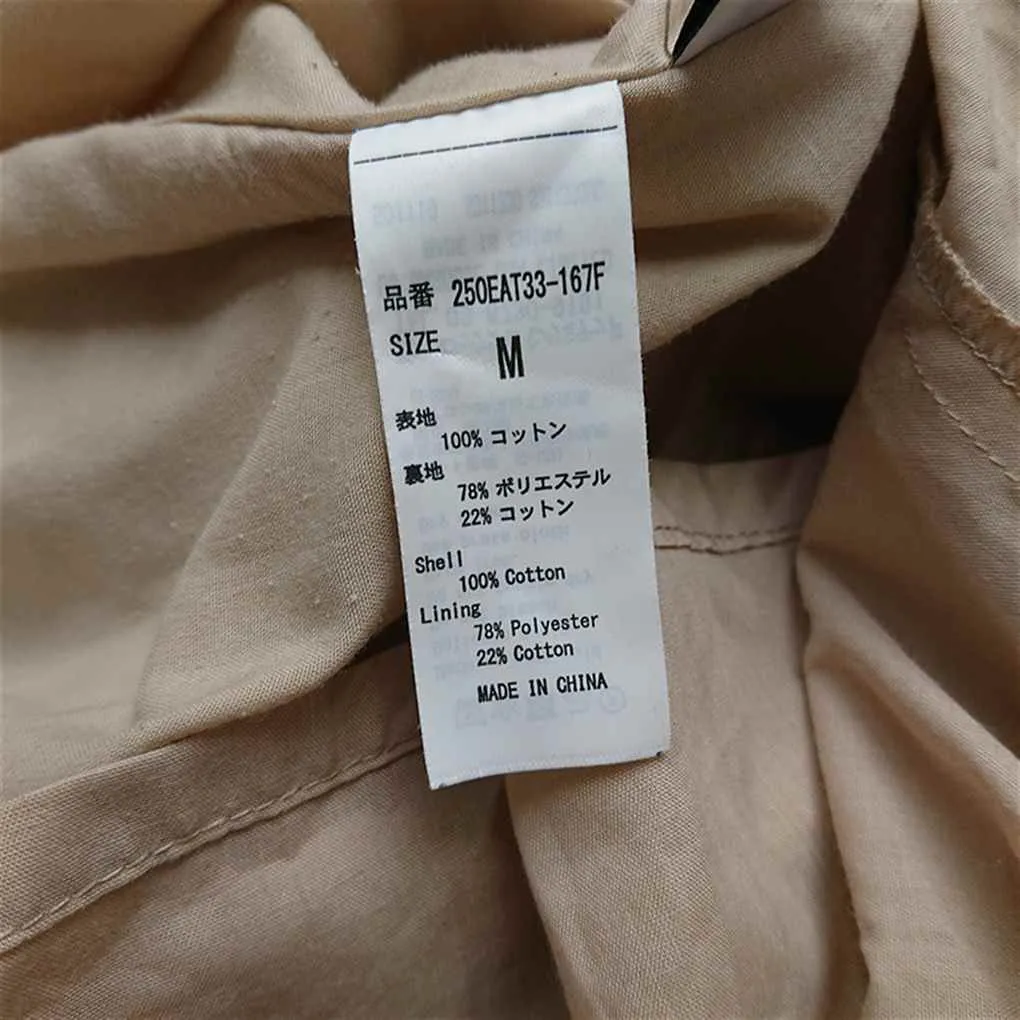 品番 250EAT33-167F
SIZE M
表地
100% コットン
裏地
78% ポリエステル
22% コットン
Shell
100% Cotton
Lining
78% Polyester
22% Cotton
MADE IN CHINA